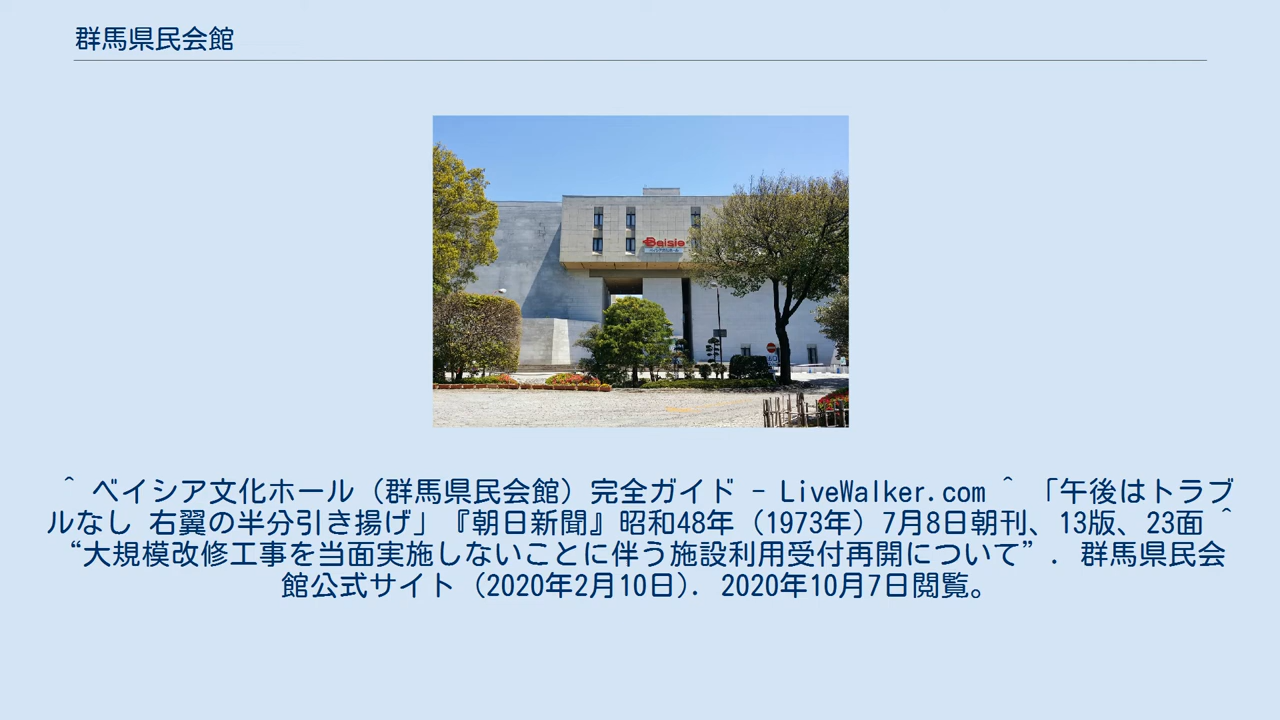 群馬県民会館
Beisia
＾ ベイシア文化ホール（群馬県民会館）完全ガイド - LiveWalker.com ＾ 「午後はトラブ
ルなし 右翼の半分引き揚げ」『朝日新聞』昭和48年（1973年）7月8日朝刊、13版、23面 ＾
“大規模改修工事を当面実施しないことに伴う施設利用受付再開について”. 群馬県民会
館公式サイト (2020年2月10日). 2020年10月7日閲覧。